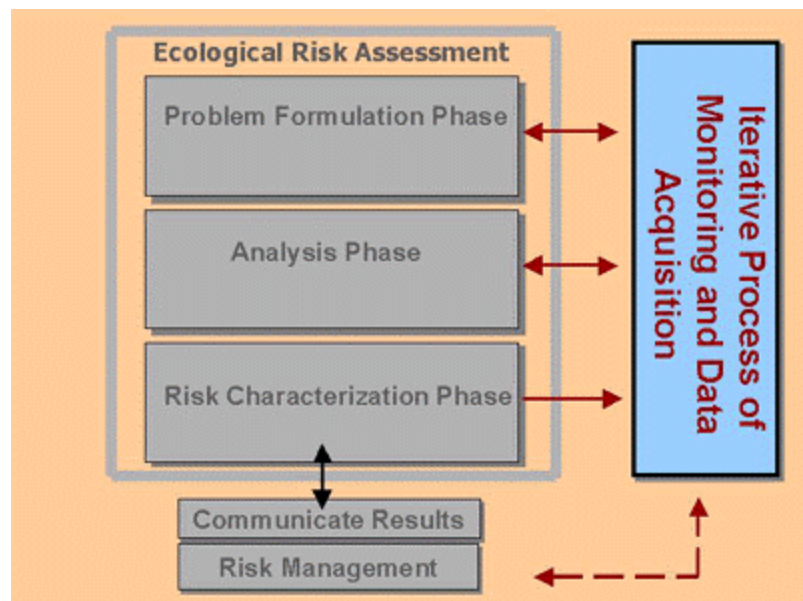 Ecological Risk Assessment
Problem Formulation Phase
Analysis Phase
Risk Characterization Phase
Communicate Results
Risk Management
Iterative Process of
Monitoring and Data
Acquisition